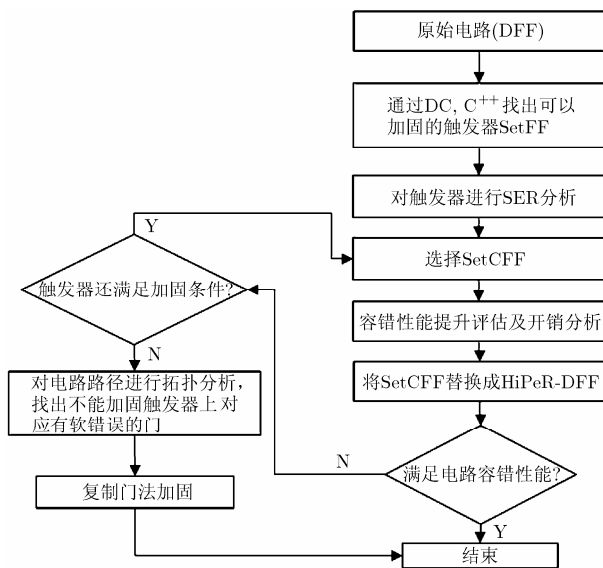 原始电路(DFF)
通过DC, C++ 找出可以
加固的触发器SetFF
对触发器进行SER分析
Y
选择SetCFF
触发器还满足加固条件?
容错性能提升评估及开销分析
N
将SetCFF替换成HiPeR-DFF
对电路路径进行拓扑分析,
找出不能加固触发器上对
应有软错误的门
N
满足电路容错性能?
复制门法加固
Y
结束